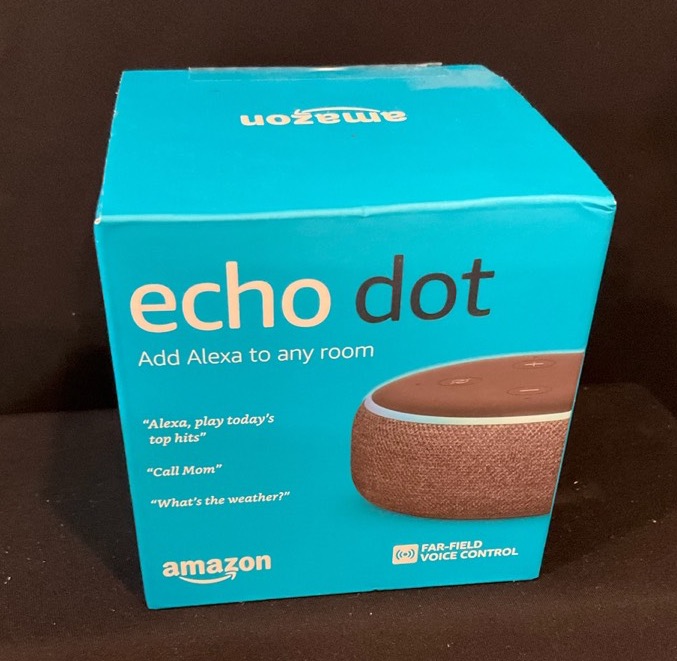 amazon
echo dot
Add Alexa to any room
“Alexa, play today's
top hits”
“Call Mom”
“What's the weather?”
amazon
FAR-FIELD
VOICE CONTROL